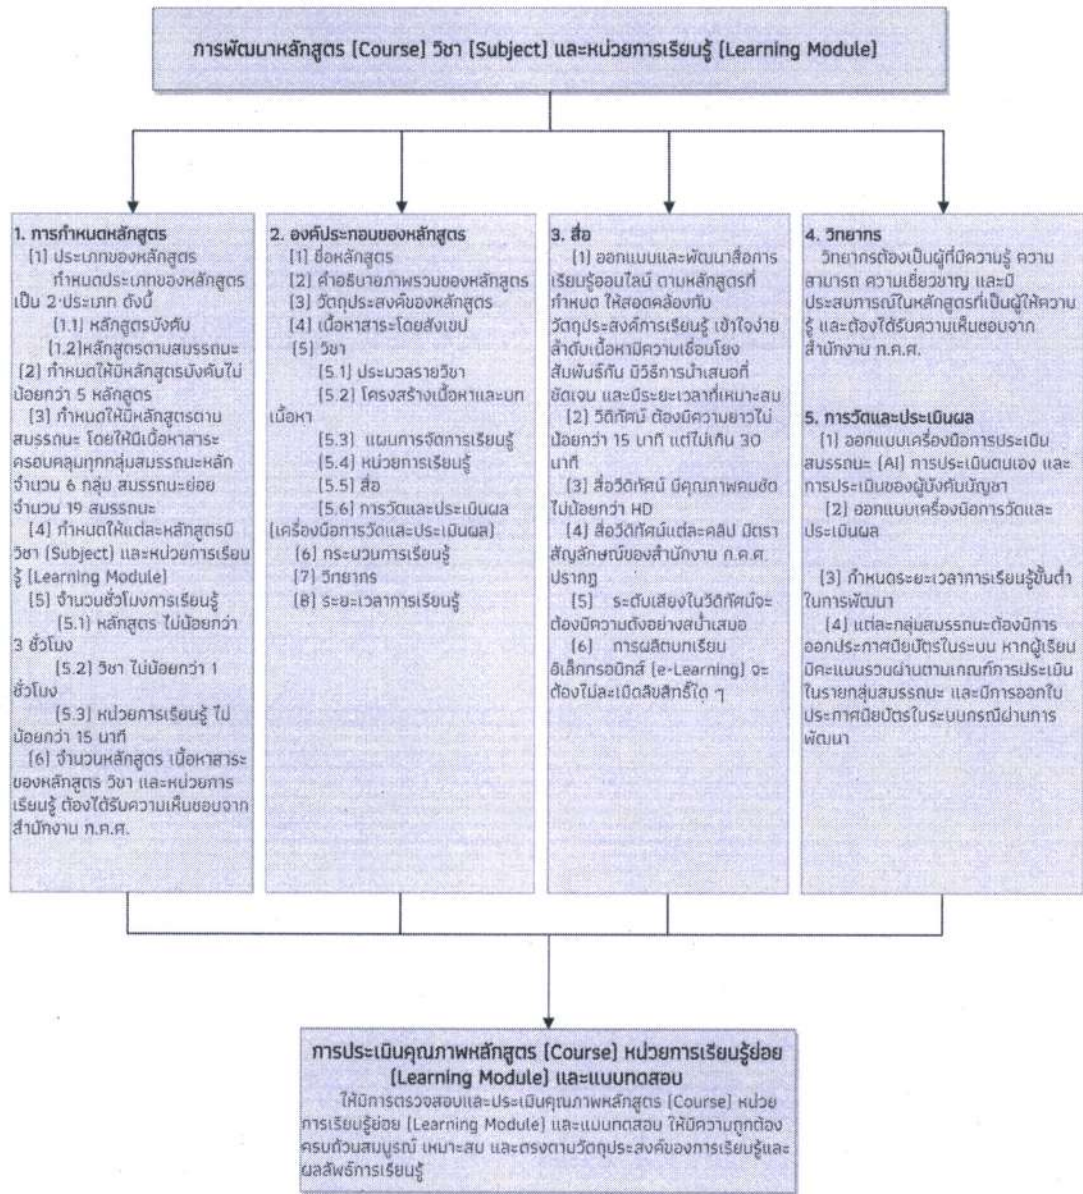 การพัฒนาหลักสูตร (Course) วิชา (Subject) และหน่วยการเรียนรู้ (Learning Module)
1. การกำหนดหลักสูตร
(1) ประเภทของหลักสูตร
กำหนดประเภทของหลักสูตร
เป็น 2 ประเภท ดังนี้
(1.1) หลักสูตรบังคับ
(1.2)หลักสูตรตามสมรรถนะ
(2) กำหนดให้มีหลักสูตรบังคับไม่
น้อยกว่า 5 หลักสูตร
(3) กำหนดให้มีหลักสูตรตาม
สมรรถนะ โดยให้มีเนื้อหาสาระ
ครอบคลุมทุกกลุ่มสมรรถนะหลัก
จำนวน 6 กลุ่ม สมรรถนะย่อย
จำนวน 19 สมรรถนะ
(4) กำหนดให้แต่ละหลักสูตรมี
วิชา (Subject) และหน่วยการเรียน
รู้ (Learning Module)
(5) จำนวนชั่วโมงการเรียนรู้
(5.1) หลักสูตร ไม่น้อยกว่า
3 ชั่วโมง
(5.2) วิชา ไม่น้อยกว่า 1
ชั่วโมง
(5.3) หน่วยการเรียนรู้ ไม่
น้อยกว่า 15 นาที
(6) จำนวนหลักสูตร เนื้อหาสาระ
ของหลักสูตร วิชา และหน่วยการ
เรียนรู้ ต้องได้รับความเห็นชอบจาก
สำนักงาน ก.ค.ศ.
2. องค์ประกอบของหลักสูตร
(1) ชื่อหลักสูตร
(2) คำอธิบายภาพรวมของหลักสูตร
(3) วัตถุประสงค์ของหลักสูตร
(4) เนื้อหาสาระโดยสังเขป
(5) วิชา
(5.1) ประมวลรายวิชา
(5.2) โครงสร้างเนื้อหาและบท
เนื้อหา
(5.3) แผนการจัดการเรียนรู้
(5.4) หน่วยการเรียนรู้
(5.5) สื่อ
(5.6) การวัดและประเมินผล
(เครื่องมือการวัดและประเมินผล)
(6) กระบวนการเรียนรู้
(7) วิทยากร
(8) ระยะเวลาการเรียนรู้
3. สื่อ
(1) ออกแบบและพัฒนาสื่อการ
เรียนรู้ออนไลน์ ตามหลักสูตรที่
กำหนด ให้สอดคล้องกับ
วัตถุประสงค์การเรียนรู้ เข้าใจง่าย
ลำดับเนื้อหามีความเชื่อมโยง
สัมพันธ์กัน มีวิธีการนำเสนอที่
ชัดเจน และมีระยะเวลาที่เหมาะสม
(2) วิดีทัศน์ ต้องมีความยาวไม่
น้อยกว่า 15 นาที แต่ไม่เกิน 30
นาที
(3) สื่อวีดิทัศน์ มีคุณภาพคมชัด
ไม่น้อยกว่า HD
(4) สื่อวีดิทัศน์แต่ละคลิป มีตรา
สัญลักษณ์ของสำนักงาน ก.ค.ศ.
ปรากฏ
(5) ระดับเสียงในวีดิทัศน์จะ
ต้องมีความดังอย่างสม่ำเสมอ
(6) การผลิตบทเรียน
อิเล็กทรอนิกส์ (e-Learning) จะ
ต้องไม่ละเมิดลิขสิทธิ์ใด ๆ
4. วิทยากร
วิทยากรต้องเป็นผู้ที่มีความรู้ ความ
สามารถ ความเชี่ยวชาญ และมี
ประสบการณ์ในหลักสูตรที่เป็นผู้ให้ความ
รู้ และต้องได้รับความเห็นชอบจาก
สำนักงาน ก.ค.ศ.
5. การวัดและประเมินผล
(1) ออกแบบเครื่องมือการประเมิน
สมรรถนะ (AI) การประเมินตนเอง และ
การประเมินของผู้บังคับบัญชา
(2) ออกแบบเครื่องมือการวัดและ
ประเมินผล
(3) กำหนดระยะเวลาการเรียนรู้ขั้นต่ำ
ในการพัฒนา
(4) แต่ละกลุ่มสมรรถนะต้องมีการ
ออกประกาศนียบัตรในระบบ หากผู้เรียน
มีคะแนนรวมผ่านตามเกณฑ์การประเมิน
ในรายกลุ่มสมรรถนะ และมีการออกใบ
ประกาศนียบัตรในระบบกรณีผ่านการ
พัฒนา
การประเมินคุณภาพหลักสูตร (Course) หน่วยการเรียนรู้ย่อย
(Learning Module) และแบบทดสอบ
ให้มีการตรวจสอบและประเมินคุณภาพหลักสูตร (Course) หน่วย
การเรียนรู้ย่อย (Learning Module) และแบบทดสอบ ให้มีความถูกต้อง
ครบถ้วนสมบูรณ์ เหมาะสม และตรงตามวัตถุประสงค์ของการเรียนรู้และ
ผลลัพธ์การเรียนรู้